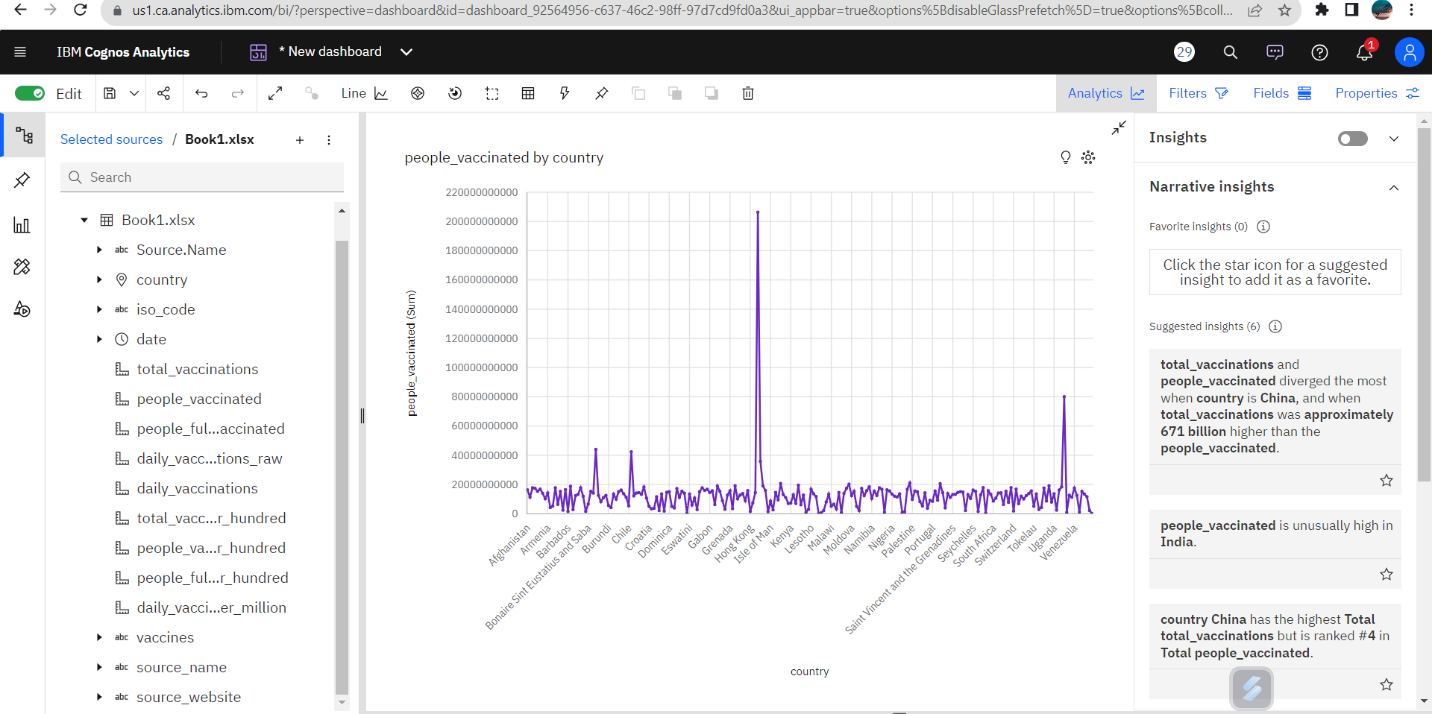 us1.ca.analytics.ibm.com/bi/?perspective=dashboard&id=dashboard_92564956-c637-46c2-98ff-97d7cd9fd0a3&ui_appbar=true&options%5BdisableGlassPrefetch%5D=true&options%5Bcoll...
IBM Cognos Analytics
* New dashboard
29
1
Edit
Line
Analytics
Filters
Fields
Properties
Selected sources / Book1.xlsx
Search
Book1.xlsx
abc Source.Name
country
abc iso_code
date
total_vaccinations
people_vaccinated
people_ful...accinated
daily_vacc...tions_raw
daily_vaccinations
total_vacc...r_hundred
people_va...r_hundred
people_ful...r_hundred
daily_vacci...er_million
abc vaccines
abc source_name
abc source_website
people_vaccinated by country
people_vaccinated (Sum)
220000000000
200000000000
180000000000
160000000000
140000000000
120000000000
100000000000
80000000000
60000000000
40000000000
20000000000
0
Afghanistan
Armenia
Barbados
Bonaire Sint Eustatius and Saba
Burundi
Chile
Croatia
Dominica
Eswatini
Gabon
Grenada
Hong Kong
Isle of Man
Kenya
Lesotho
Malawi
Moldova
Namibia
Nigeria
Palestine
Portugal
Saint Vincent and the Grenadines
Seychelles
South Africa
Switzerland
Tokelau
Uganda
Venezuela
country
Insights
Narrative insights
Favorite insights (0)
Click the star icon for a suggested
insight to add it as a favorite.
Suggested insights (6)
total_vaccinations and
people_vaccinated diverged the most
when country is China, and when
total_vaccinations was approximately
671 billion higher than the
people_vaccinated.
people_vaccinated is unusually high in
India.
country China has the highest Total
total_vaccinations but is ranked #4 in
Total people_vaccinated.